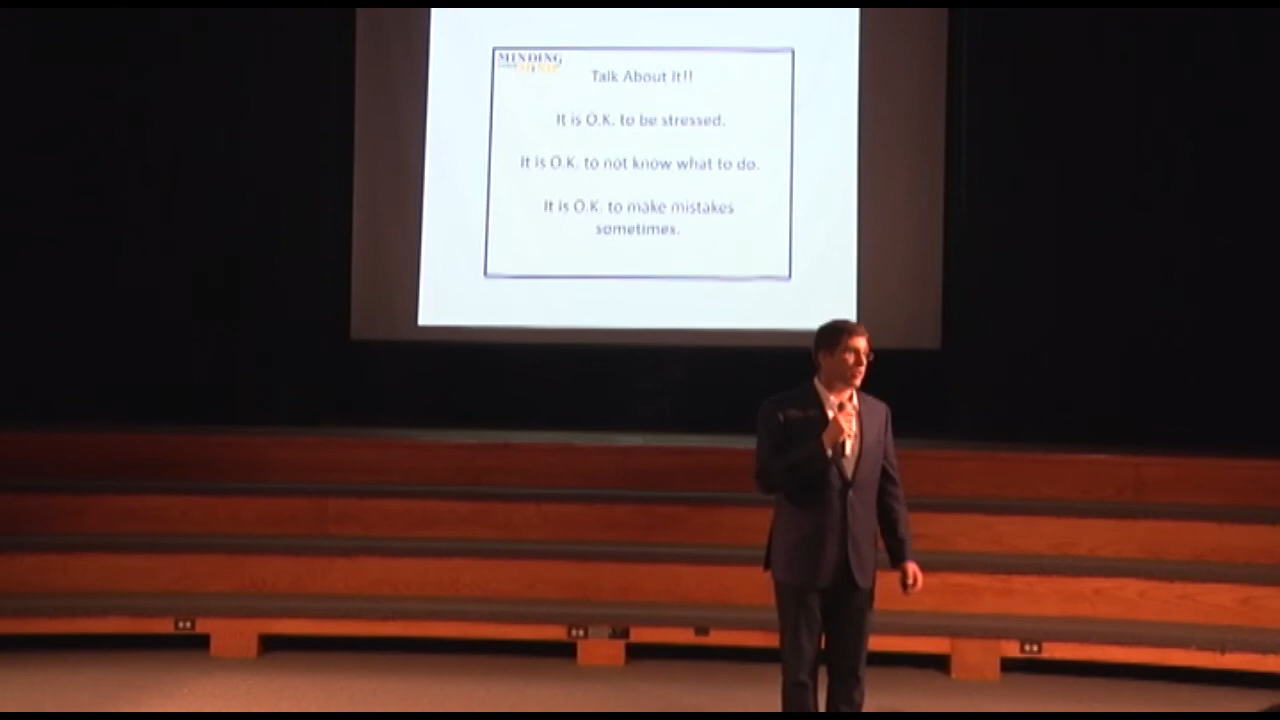 MINDING
Talk About It!!
It is O.K. to be stressed.
It is O.K. to not know what to do.
It is O.K. to make mistakes
sometimes.